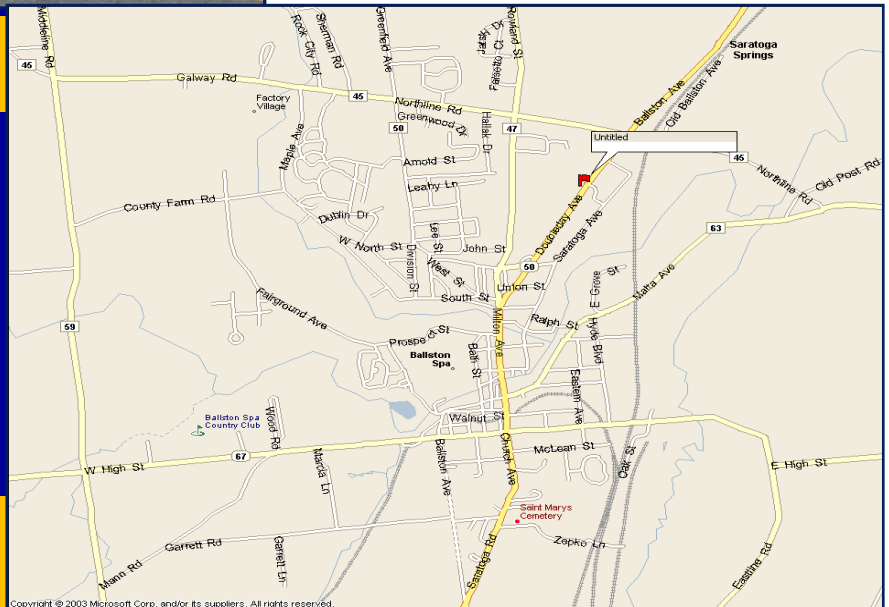 Middleline Rd
45
Galway Rd
Rock City Rd
Sherman Rd
Greenfield Ave
Rowland St
Saratoga
Springs
Factory
Village
45
Northline Rd
Greenwood Dr
Hallak Dr
50
47
Ballston Ave
Old Ballston Ave
Untitled
45
Northline Rd
Old Post Rd
Maple Ave
Arnold St
Leahy Ln
County Farm Rd
Dublin Dr
W North St
Lee St
John St
Doubleday Ave
Saratoga Ave
63
Division St
West St
50
South St
Union St
E Grove St
Malta Ave
59
Fairground Ave
Prospect St
Milton Ave
Ralph St
Hyde Blvd
Ballston
Spa
Bath St
Eastern Ave
Ballston Spa
Country Club
Wood Rd
Walnut St
W High St
67
Marcia Ln
Ballston Ave
Church Ave
McLean St
Oak St
E High St
Saint Marys
Cemetery
Garrett Rd
Garrett Ln
Zepko Ln
Mann Rd
Saratoga Rd
Eastline Rd
Copyright © 2003 Microsoft Corp. and/or its suppliers. All rights reserved.